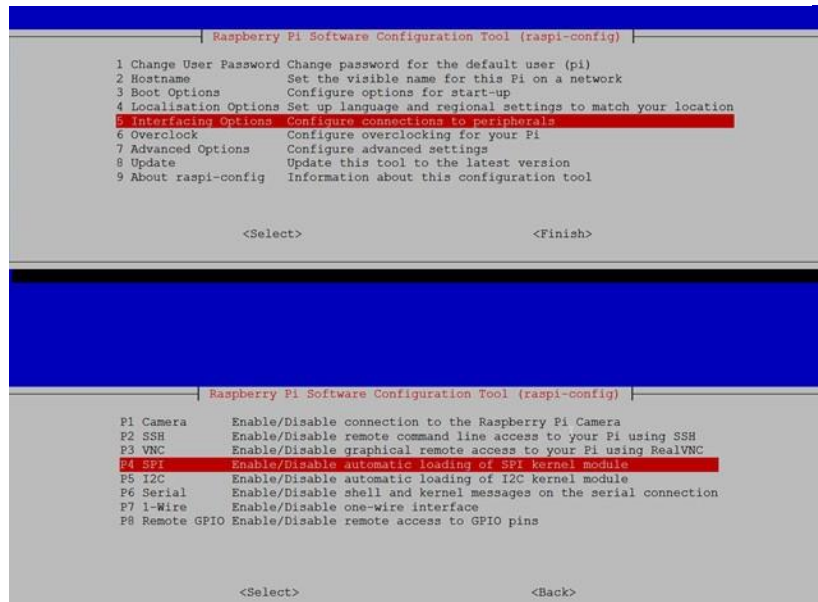 Raspberry Pi Software Configuration Tool (raspi-config)
1 Change User Password Change password for the default user (pi)
2 Hostname Set the visible name for this Pi on a network
3 Boot Options Configure options for start-up
4 Localisation Options Set up language and regional settings to match your location
5 Interfacing Options Configure connections to peripherals
6 Overclock Configure overclocking for your Pi
7 Advanced Options Configure advanced settings
8 Update Update this tool to the latest version
9 About raspi-config Information about this configuration tool
<Select> <Finish>
Raspberry Pi Software Configuration Tool (raspi-config)
P1 Camera Enable/Disable connection to the Raspberry Pi Camera
P2 SSH Enable/Disable remote command line access to your Pi using SSH
P3 VNC Enable/Disable graphical remote access to your Pi using RealVNC
P4 SPI Enable/Disable automatic loading of SPI kernel module
P5 I2C Enable/Disable automatic loading of I2C kernel module
P6 Serial Enable/Disable shell and kernel messages on the serial connection
P7 1-Wire Enable/Disable one-wire interface
P8 Remote GPIO Enable/Disable remote access to GPIO pins
<Select> <Back>